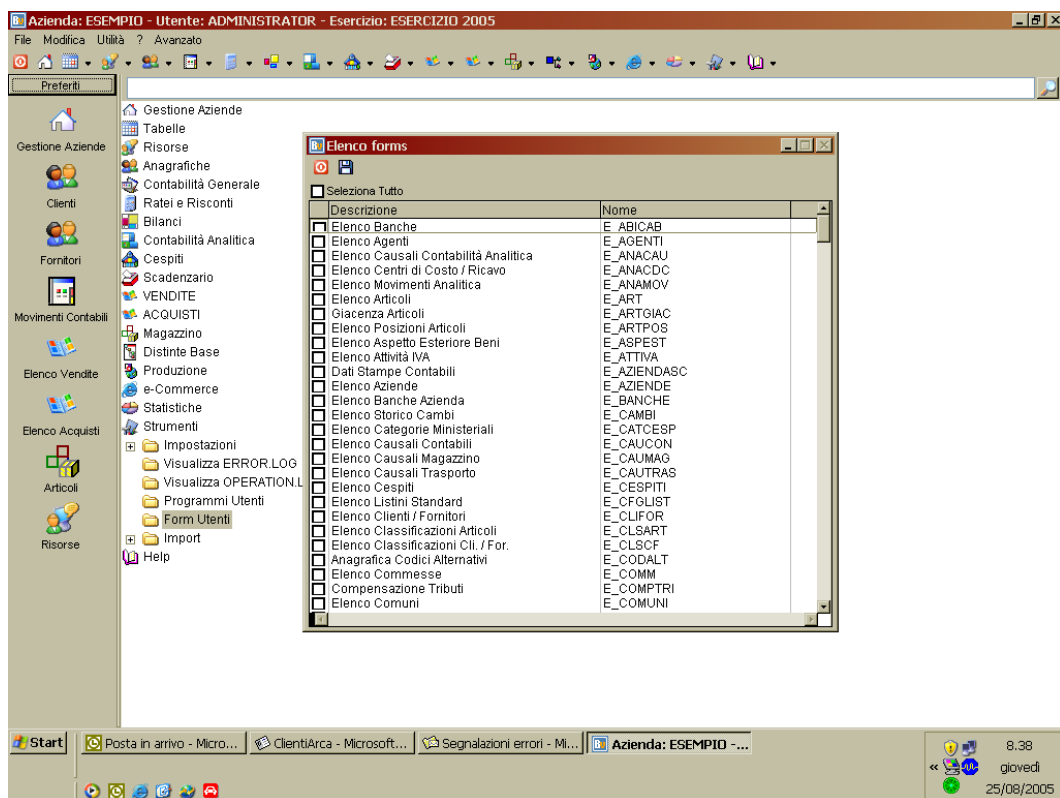 Azienda: ESEMPIO - Utente: ADMINISTRATOR - Esercizio: ESERCIZIO 2005
File Modifica Utilità ? Avanzato
Preferiti
Gestione Aziende
Clienti
Fornitori
Movimenti Contabili
Elenco Vendite
Elenco Acquisti
Articoli
Risorse
Gestione Aziende
Tabelle
Risorse
Anagrafiche
Contabilità Generale
Ratei e Risconti
Bilanci
Contabilità Analitica
Cespiti
Scadenzario
VENDITE
ACQUISTI
Magazzino
Distinte Base
Produzione
e-Commerce
Statistiche
Strumenti
Impostazioni
Visualizza ERROR.LOG
Visualizza OPERATION.L
Programmi Utenti
Form Utenti
Import
Help
Elenco forms
Seleziona Tutto
Descrizione Nome
Elenco Banche E_ABICAB
Elenco Agenti E_AGENTI
Elenco Causali Contabilità Analitica E_ANACAU
Elenco Centri di Costo / Ricavo E_ANACDC
Elenco Movimenti Analitica E_ANAMOV
Elenco Articoli E_ART
Giacenza Articoli E_ARTGIAC
Elenco Posizioni Articoli E_ARTPOS
Elenco Aspetto Esteriore Beni E_ASPEST
Elenco Attività IVA E_ATTIVA
Dati Stampe Contabili E_AZIENDASC
Elenco Aziende E_AZIENDE
Elenco Banche Azienda E_BANCHE
Elenco Storico Cambi E_CAMBI
Elenco Categorie Ministeriali E_CATCESP
Elenco Causali Contabili E_CAUCON
Elenco Causali Magazzino E_CAUMAG
Elenco Causali Trasporto E_CAUTRAS
Elenco Cespiti E_CESPITI
Elenco Listini Standard E_CFGLIST
Elenco Clienti / Fornitori E_CLIFOR
Elenco Classificazioni Articoli E_CLSART
Elenco Classificazioni Cli. / For. E_CLSCF
Anagrafica Codici Alternativi E_CODALT
Elenco Commesse E_COMM
Compensazione Tributi E_COMPTRI
Elenco Comuni E_COMUNI
Start Posta in arrivo - Micro... ClientiArca - Microsoft... Segnalazioni errori - Mi... Azienda: ESEMPIO -...
8.38
giovedì
25/08/2005